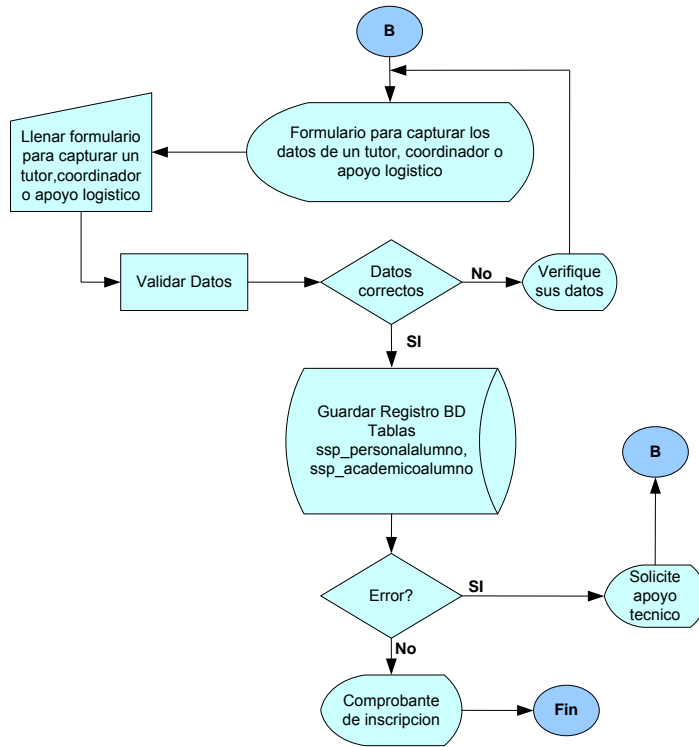 B
Formulario para capturar los
datos de un tutor, coordinador o
apoyo logistico
Llenar formulario
para capturar un
tutor,coordinador
o apoyo logistico
Validar Datos
Datos
correctos
No
Verifique
sus datos
SI
Guardar Registro BD
Tablas
ssp_personalalumno,
ssp_academicoalumno
B
Error?
SI
Solicite
apoyo
tecnico
No
Comprobante
de inscripcion
Fin